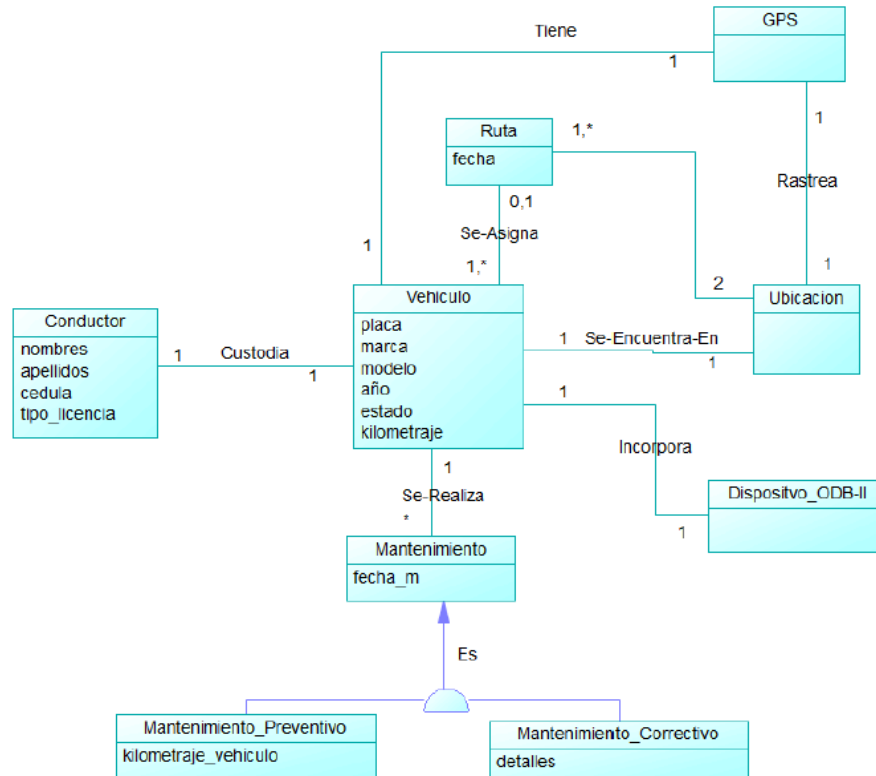 GPS
Tiene
1
1
1
Ruta
fecha
1,*
Rastrea
0,1
Se-Asigna
1
1,*
2
1
Vehiculo
placa
marca
modelo
año
estado
kilometraje
Ubicacion
Conductor
nombres
apellidos
cedula
tipo_licencia
1
Custodia
1
1
Se-Encuentra-En
1
1
Incorpora
1
Dispositvo_ODB-II
1
Se-Realiza
*
Mantenimiento
fecha_m
Es
Mantenimiento_Preventivo
kilometraje_vehiculo
Mantenimiento_Correctivo
detalles